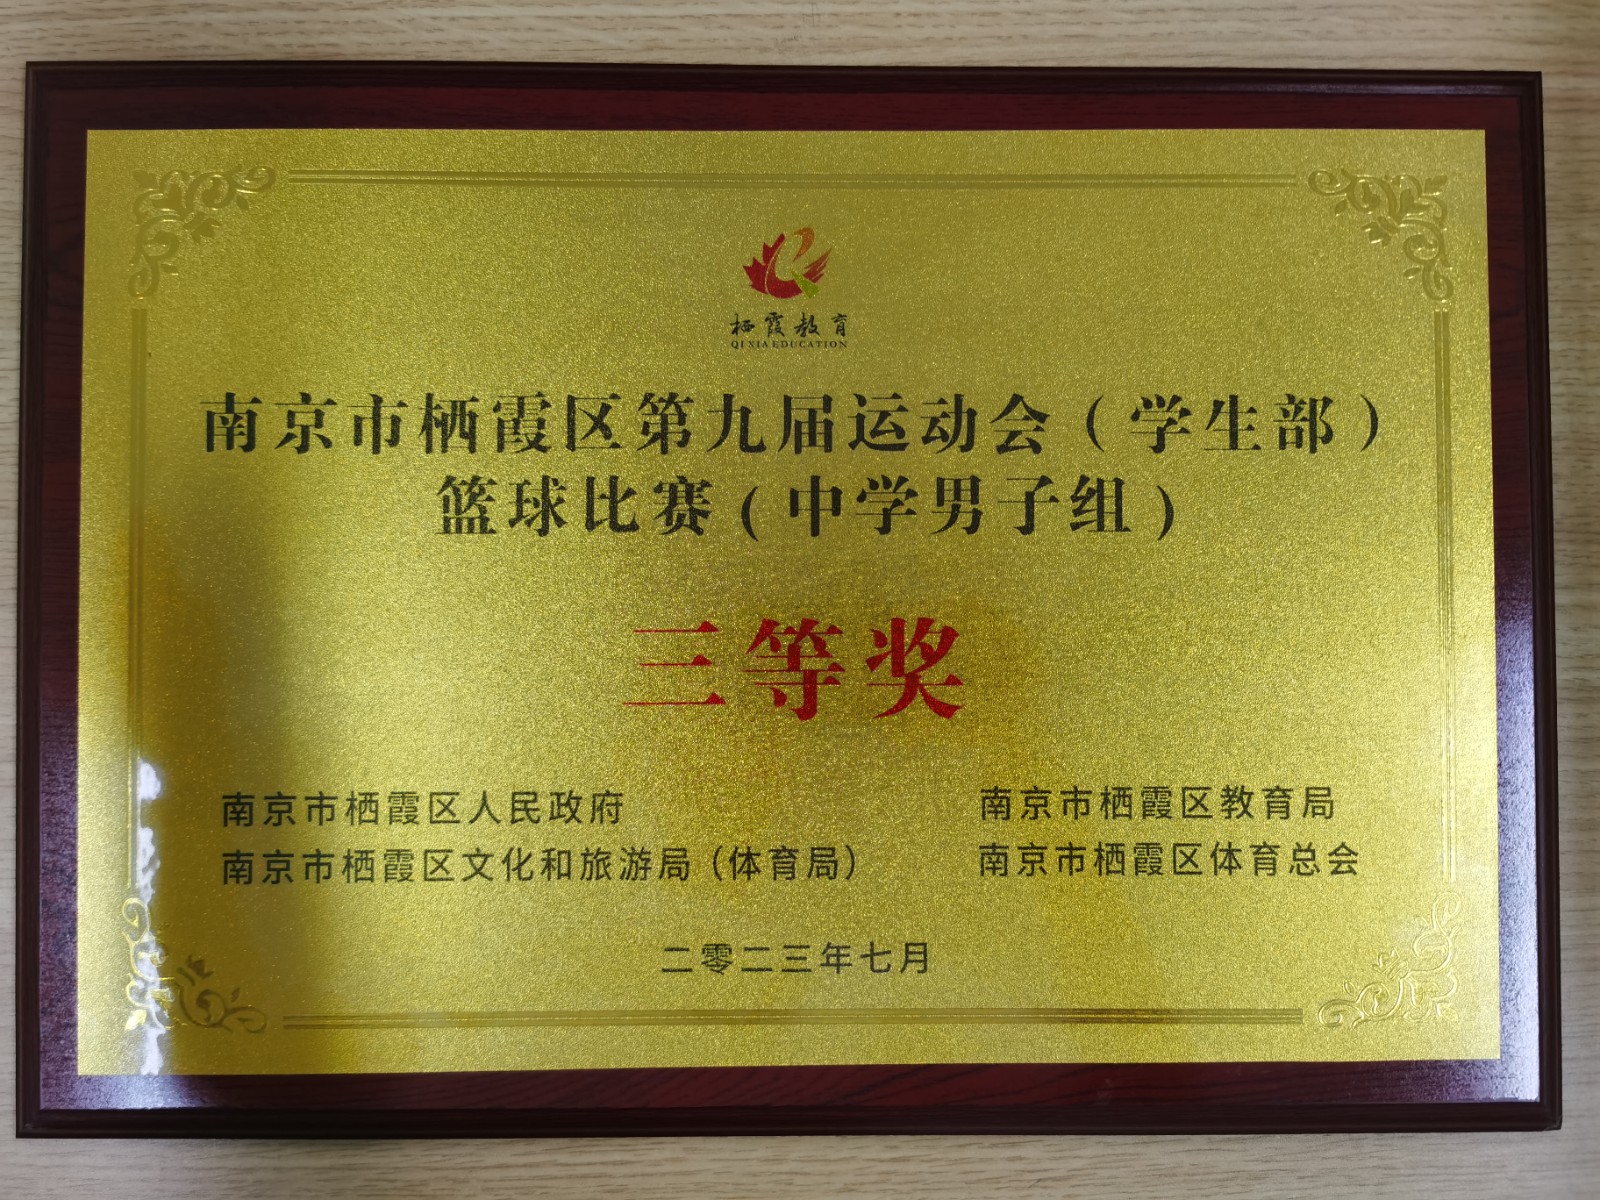 栖霞教育
QIXIA EDUCATION
南京市栖霞区第九届运动会（学生部）
篮球比赛（中学男子组）
三等奖
南京市栖霞区人民政府 南京市栖霞区教育局
南京市栖霞区文化和旅游局（体育局） 南京市栖霞区体育总会
二零二三年七月